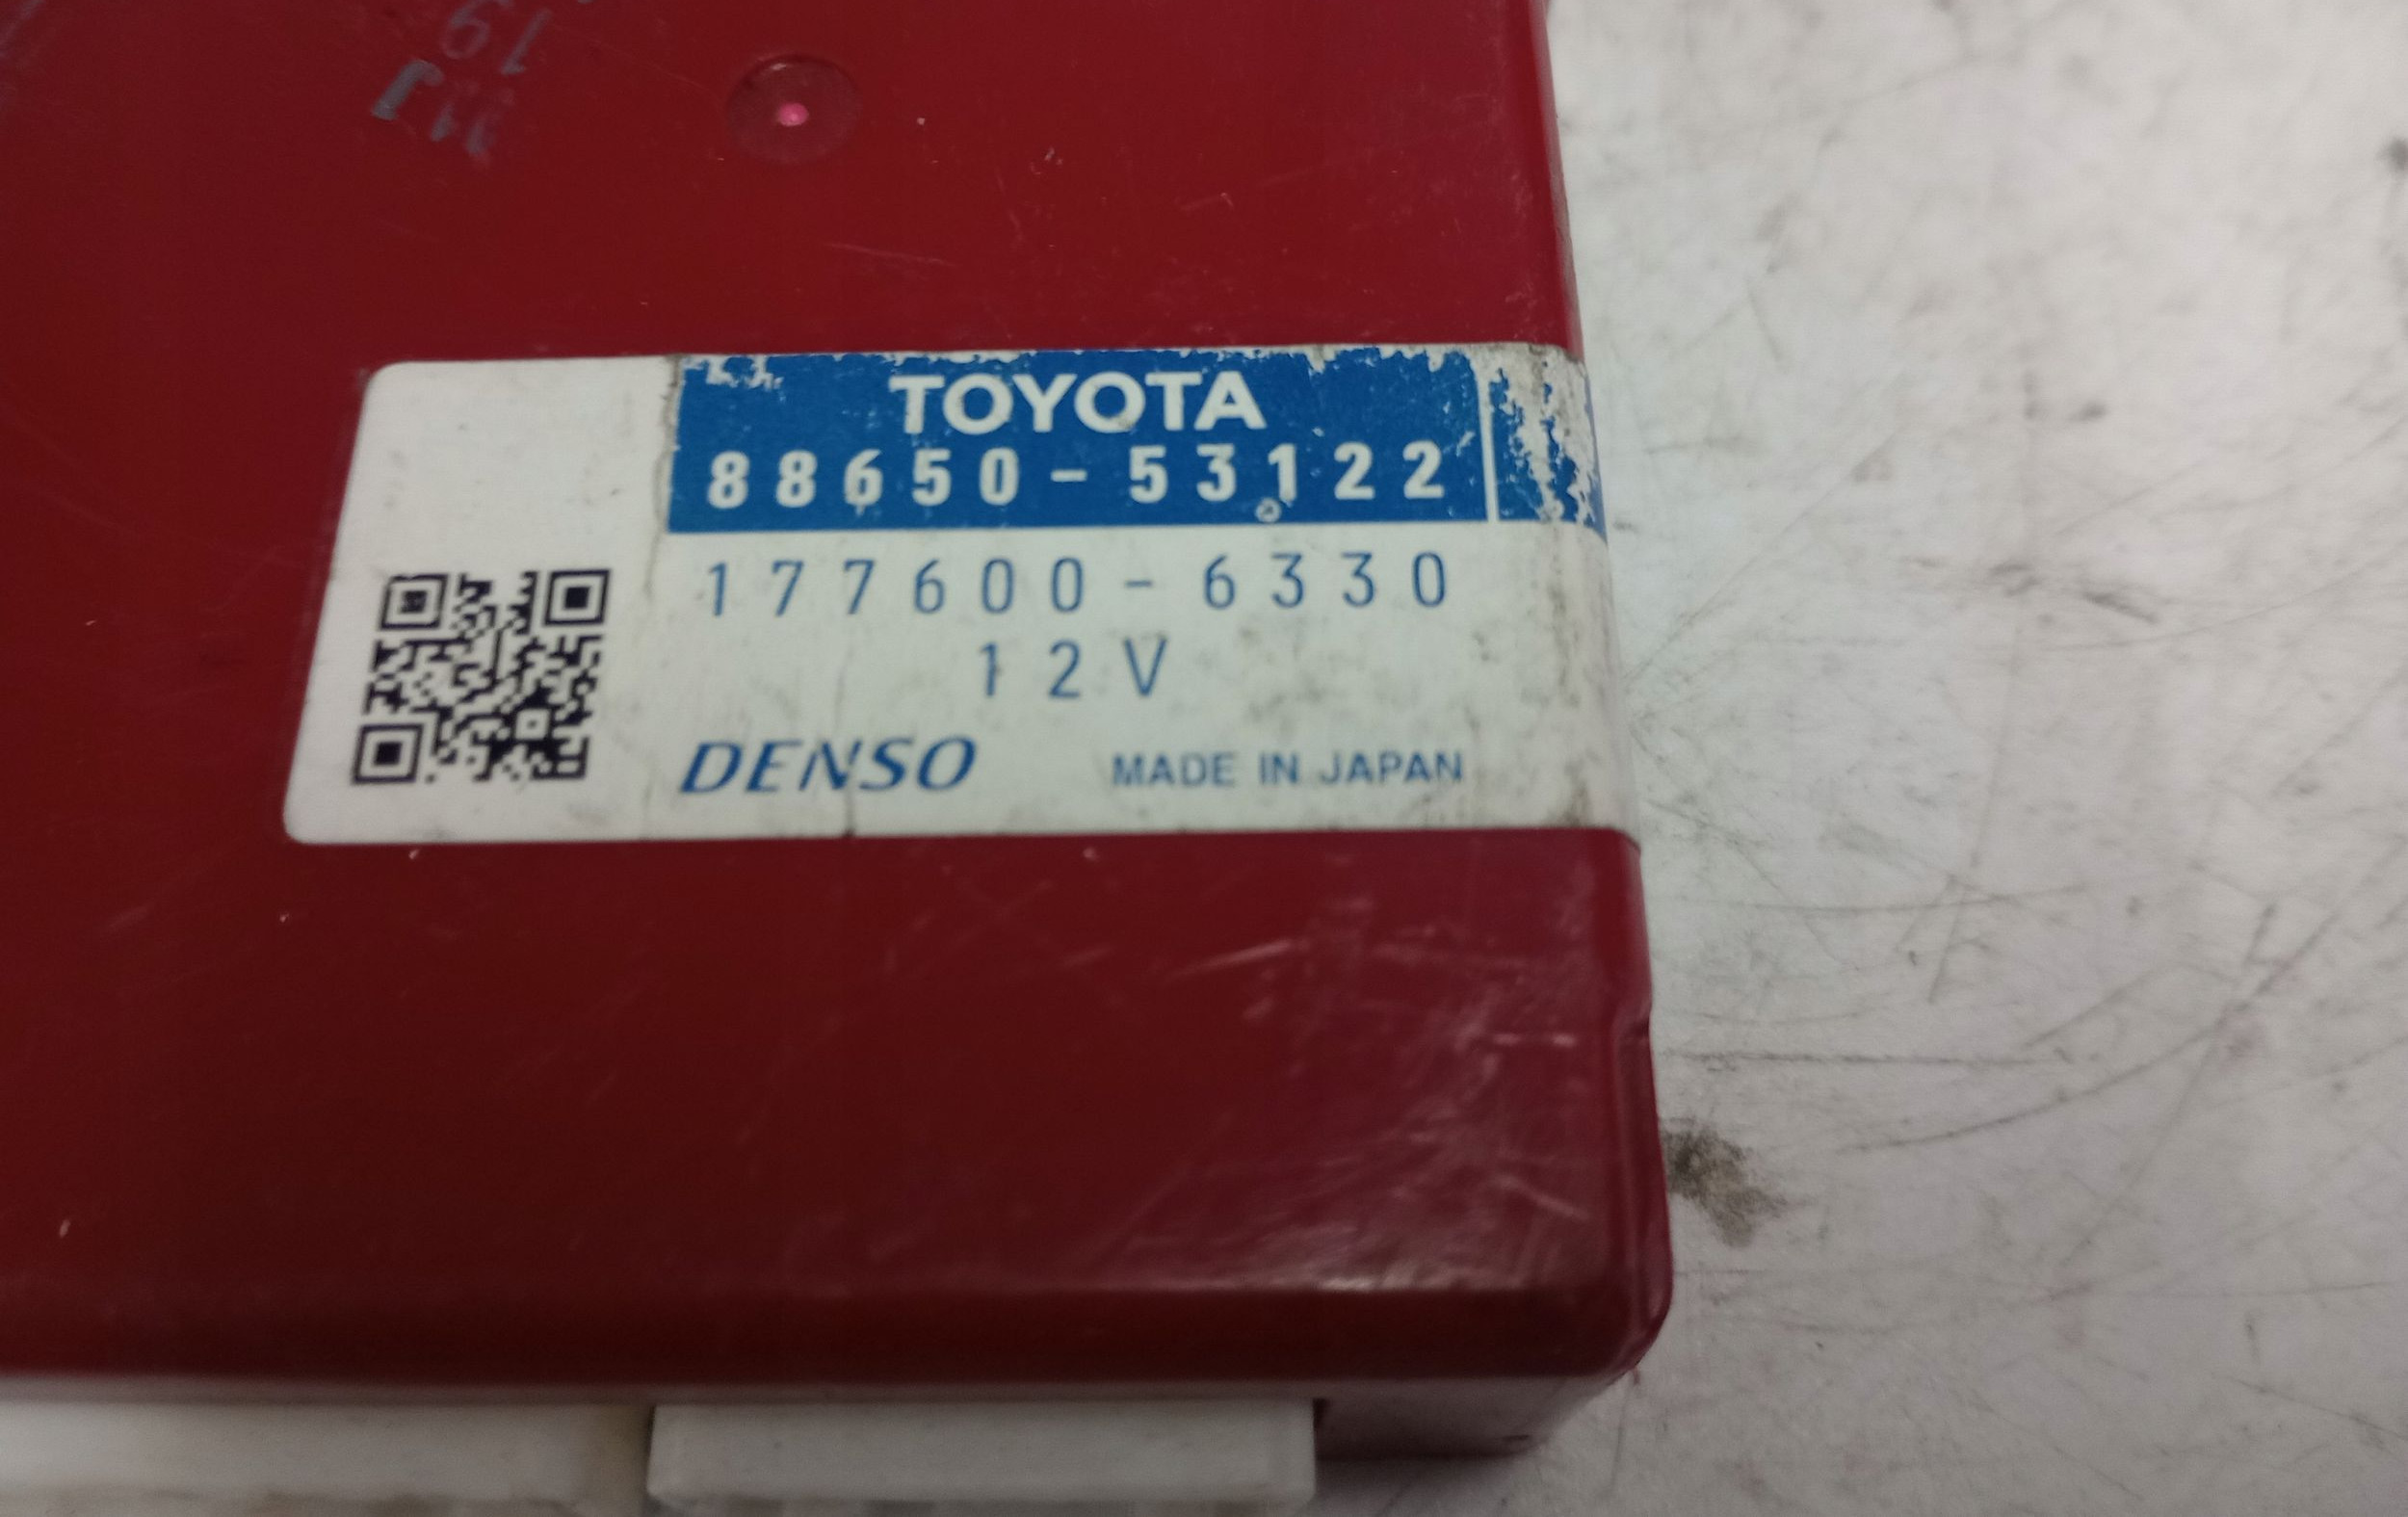 TOYOTA
88650-53122
177600-6330
12V
DENSO MADE IN JAPAN